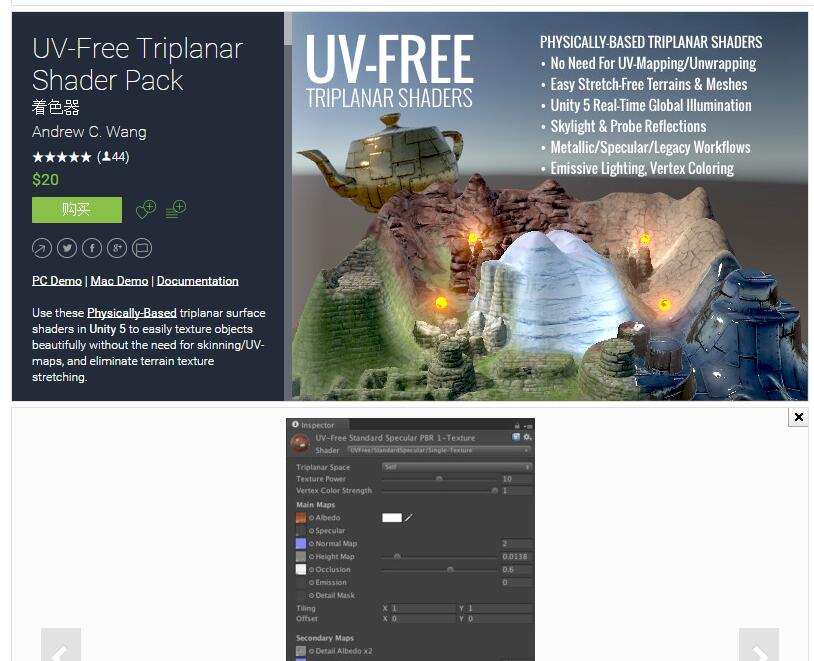 UV-Free Triplanar
Shader Pack
着色器
Andrew C. Wang
★★★★★ (44)
$20
购买
PC Demo | Mac Demo | Documentation
Use these Physically-Based triplanar surface
shaders in Unity 5 to easily texture objects
beautifully without the need for skinning/UV-
maps, and eliminate terrain texture
stretching.
UV-FREE
TRIPLANAR SHADERS
PHYSICALLY-BASED TRIPLANAR SHADERS
• No Need For UV-Mapping/Unwrapping
• Easy Stretch-Free Terrains & Meshes
• Unity 5 Real-Time Global Illumination
• Skylight & Probe Reflections
• Metallic/Specular/Legacy Workflows
• Emissive Lighting, Vertex Coloring
Inspector
UV-Free Standard Specular PBR 1-Texture
Shader UVFree/StandardSpecular/Single-Texture
Triplanar Space Self
Texture Power 10
Vertex Color Strength 1
Main Maps
Albedo
Specular
Normal Map 2
Height Map 0.0138
Occlusion 0.6
Emission 0
Detail Mask
Tiling X 1 Y 1
Offset X 0 Y 0
Secondary Maps
Detail Albedo x2